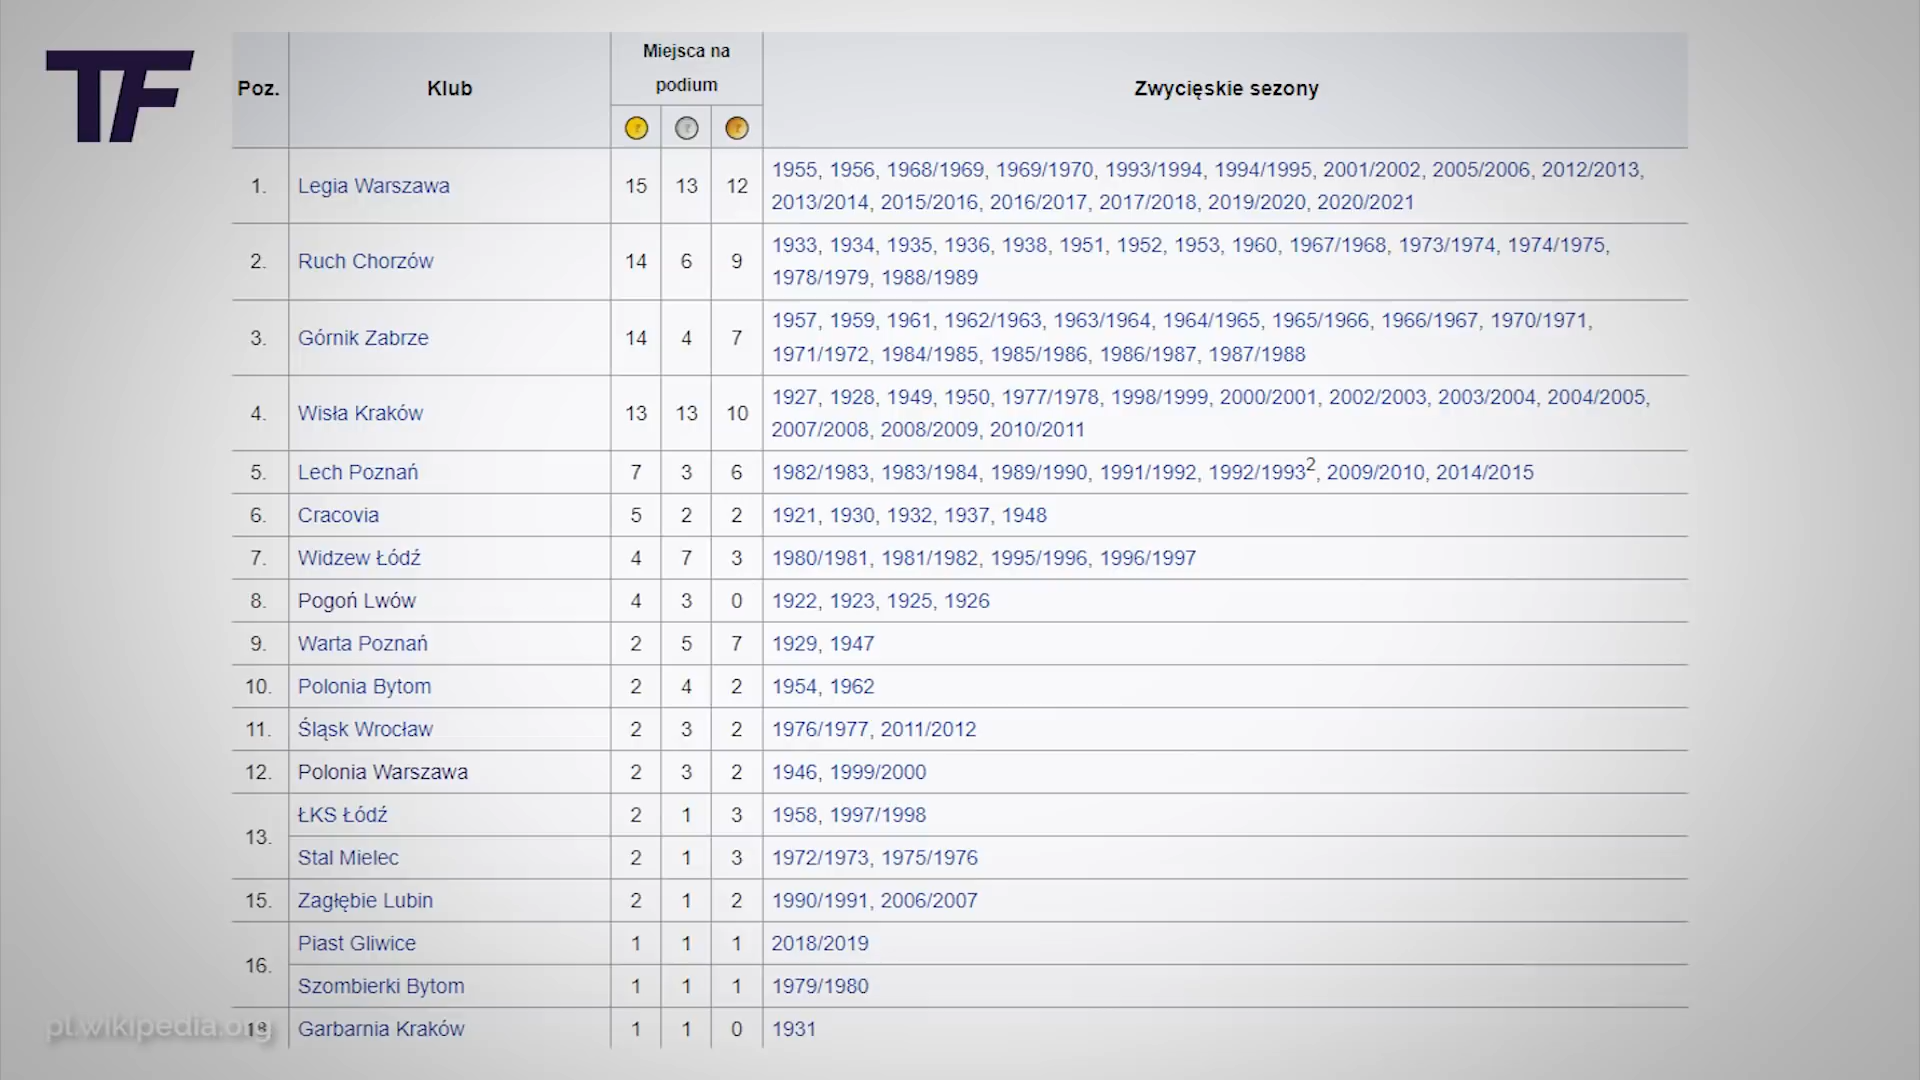 TF
Miejsca na
podium
Poz.
Klub
Zwycięskie sezony
1. Legia Warszawa 15 13 12 1955, 1956, 1968/1969, 1969/1970, 1993/1994, 1994/1995, 2001/2002, 2005/2006, 2012/2013,
2013/2014, 2015/2016, 2016/2017, 2017/2018, 2019/2020, 2020/2021
2. Ruch Chorzów 14 6 9 1933, 1934, 1935, 1936, 1938, 1951, 1952, 1953, 1960, 1967/1968, 1973/1974, 1974/1975,
1978/1979, 1988/1989
3. Górnik Zabrze 14 4 7 1957, 1959, 1961, 1962/1963, 1963/1964, 1964/1965, 1965/1966, 1966/1967, 1970/1971,
1971/1972, 1984/1985, 1985/1986, 1986/1987, 1987/1988
4. Wisła Kraków 13 13 10 1927, 1928, 1949, 1950, 1977/1978, 1998/1999, 2000/2001, 2002/2003, 2003/2004, 2004/2005,
2007/2008, 2008/2009, 2010/2011
5. Lech Poznań 7 3 6 1982/1983, 1983/1984, 1989/1990, 1991/1992, 1992/1993², 2009/2010, 2014/2015
6. Cracovia 5 2 2 1921, 1930, 1932, 1937, 1948
7. Widzew Łódź 4 7 3 1980/1981, 1981/1982, 1995/1996, 1996/1997
8. Pogoń Lwów 4 3 0 1922, 1923, 1925, 1926
9. Warta Poznań 2 5 7 1929, 1947
10. Polonia Bytom 2 4 2 1954, 1962
11. Śląsk Wrocław 2 3 2 1976/1977, 2011/2012
12. Polonia Warszawa 2 3 2 1946, 1999/2000
13. ŁKS Łódź 2 1 3 1958, 1997/1998
Stal Mielec 2 1 3 1972/1973, 1975/1976
15. Zagłębie Lubin 2 1 2 1990/1991, 2006/2007
16. Piast Gliwice 1 1 1 2018/2019
Szombierki Bytom 1 1 1 1979/1980
18. Garbarnia Kraków 1 1 0 1931
pl.wikipedia.org